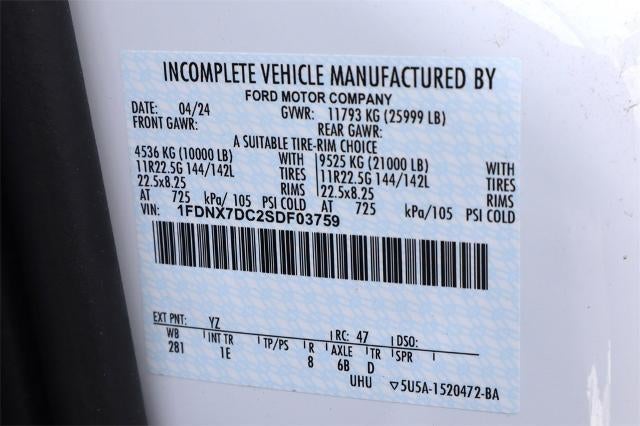 INCOMPLETE VEHICLE MANUFACTURED BY
FORD MOTOR COMPANY
DATE: 04/24 GVWR: 11793 KG (25999 LB)
FRONT GAWR: REAR GAWR:
A SUITABLE TIRE-RIM CHOICE
4536 KG (10000 LB) WITH 9525 KG (21000 LB) WITH
11R22.5G 144/142L TIRES 11R22.5G 144/142L TIRES
22.5x8.25 RIMS 22.5x8.25 RIMS
AT 725 kPa/105 PSI COLD AT 725 kPa/105 PSI COLD
VIN: 1FDNX7DC2SDF03759
EXT PNT: YZ RC: 47 DSO:
WB INT TR TP/PS R AXLE TR SPR
281 1E 8 6B D
UHU ▽5U5A-1520472-BA